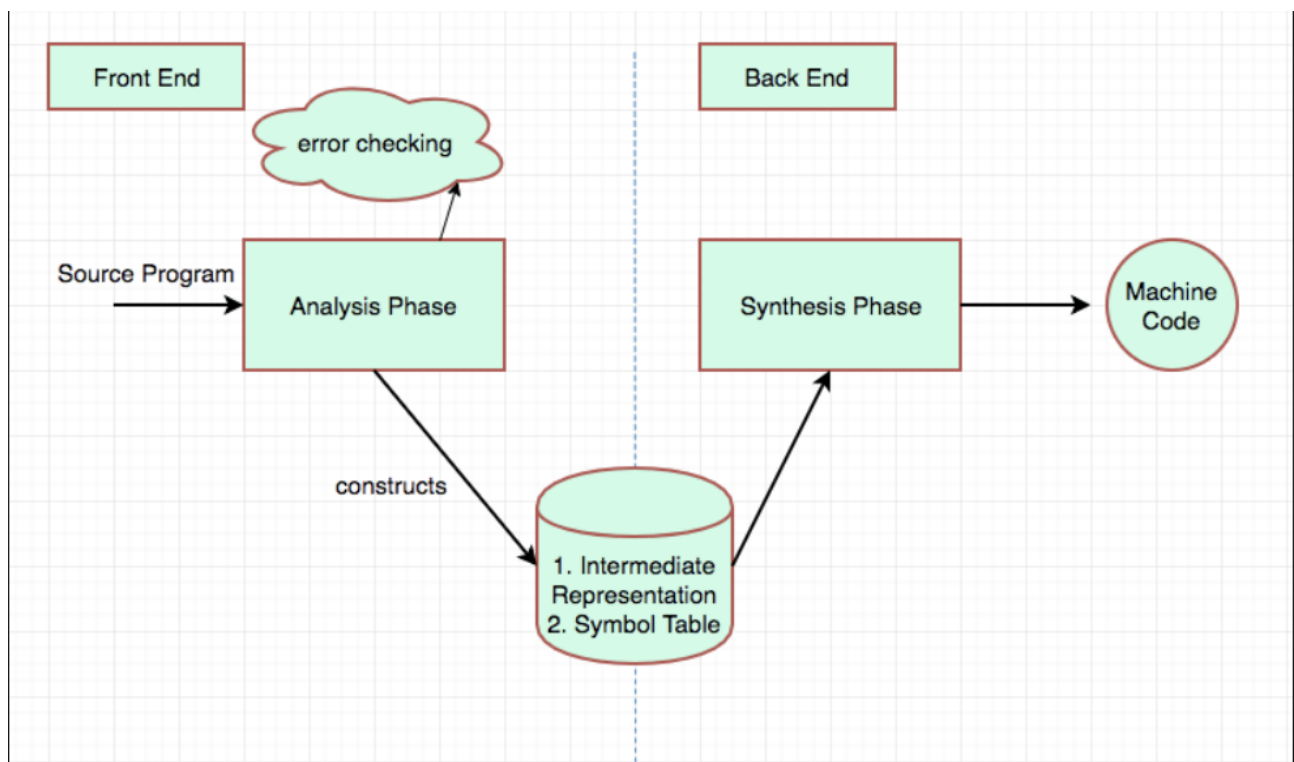 Front End
Back End
error checking
Source Program
Analysis Phase
Synthesis Phase
Machine
Code
constructs
1. Intermediate
Representation
2. Symbol Table